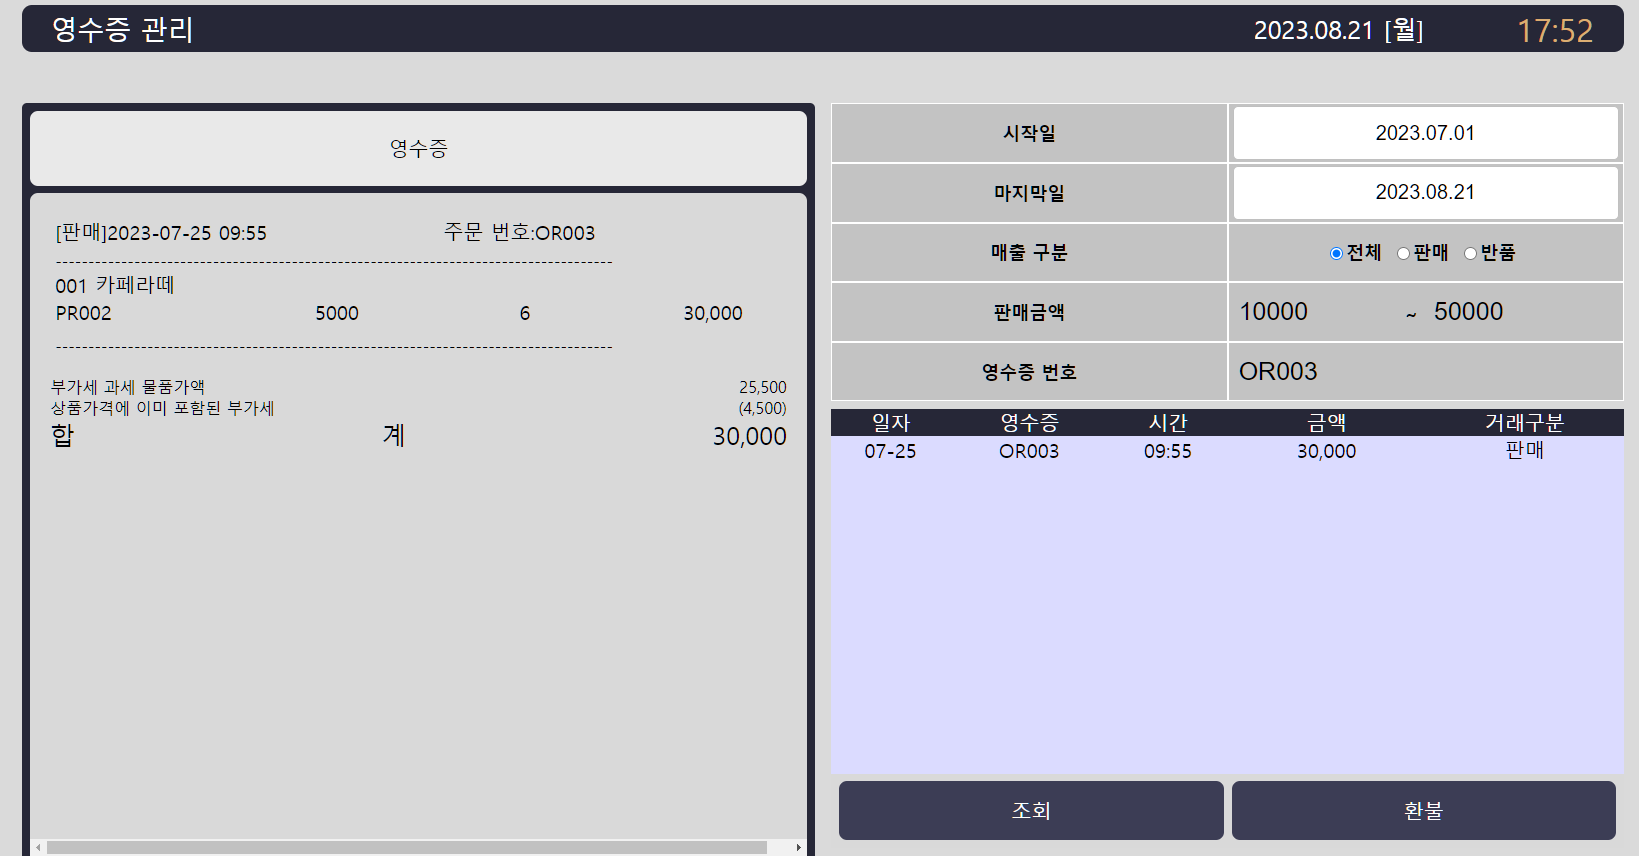 영수증 관리 2023.08.21 [월] 17:52
영수증
[판매]2023-07-25 09:55 주문 번호:OR003
-------------------------------------------------------------------------------------
001 카페라떼
PR002 5000 6 30,000
-------------------------------------------------------------------------------------
부가세 과세 물품가액 25,500
상품가격에 이미 포함된 부가세 (4,500)
합 계 30,000
시작일 2023.07.01
마지막일 2023.08.21
매출 구분 전체 판매 반품
판매금액 10000 ~ 50000
영수증 번호 OR003
일자 영수증 시간 금액 거래구분
07-25 OR003 09:55 30,000 판매
조회 환불